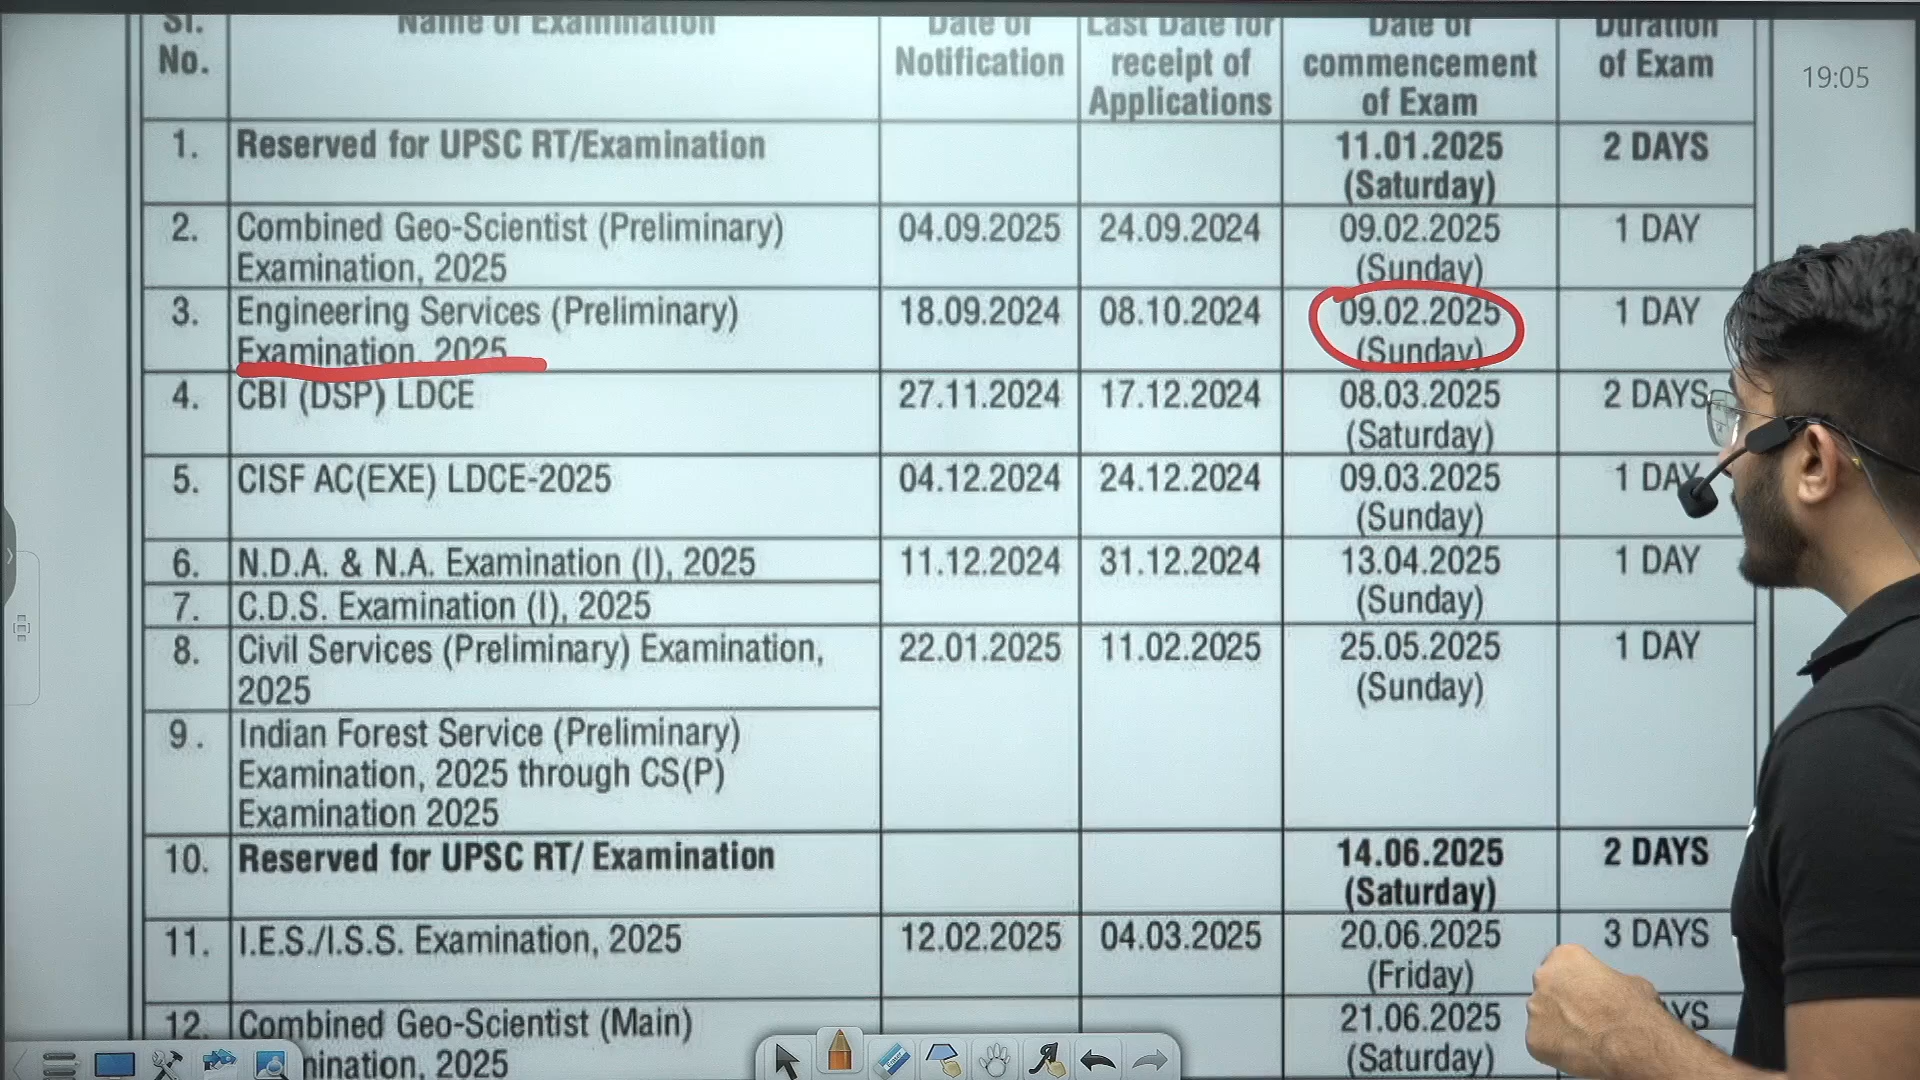 Sl.
No.
Name of Examination
Date of
Notification
Last Date for
receipt of
Applications
Date of
commencement
of Exam
Duration
of Exam
19:05
1. Reserved for UPSC RT/Examination 11.01.2025 2 DAYS
(Saturday)
2. Combined Geo-Scientist (Preliminary) 04.09.2025 24.09.2024 09.02.2025 1 DAY
Examination, 2025 (Sunday)
3. Engineering Services (Preliminary) 18.09.2024 08.10.2024 09.02.2025 1 DAY
Examination, 2025 (Sunday)
4. CBI (DSP) LDCE 27.11.2024 17.12.2024 08.03.2025 2 DAYS
(Saturday)
5. CISF AC(EXE) LDCE-2025 04.12.2024 24.12.2024 09.03.2025 1 DAY
(Sunday)
6. N.D.A. & N.A. Examination (I), 2025 11.12.2024 31.12.2024 13.04.2025 1 DAY
7. C.D.S. Examination (I), 2025 (Sunday)
8. Civil Services (Preliminary) Examination, 22.01.2025 11.02.2025 25.05.2025 1 DAY
2025 (Sunday)
9. Indian Forest Service (Preliminary)
Examination, 2025 through CS(P)
Examination 2025
10. Reserved for UPSC RT/ Examination 14.06.2025 2 DAYS
(Saturday)
11. I.E.S./I.S.S. Examination, 2025 12.02.2025 04.03.2025 20.06.2025 3 DAYS
(Friday)
12. Combined Geo-Scientist (Main) 21.06.2025
2025 (Saturday)